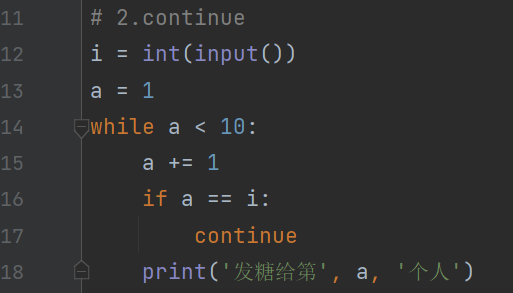 11 # 2.continue
12 i = int(input())
13 a = 1
14 while a < 10:
15     a += 1
16     if a == i:
17         continue
18     print('发糖给第', a, '个人')